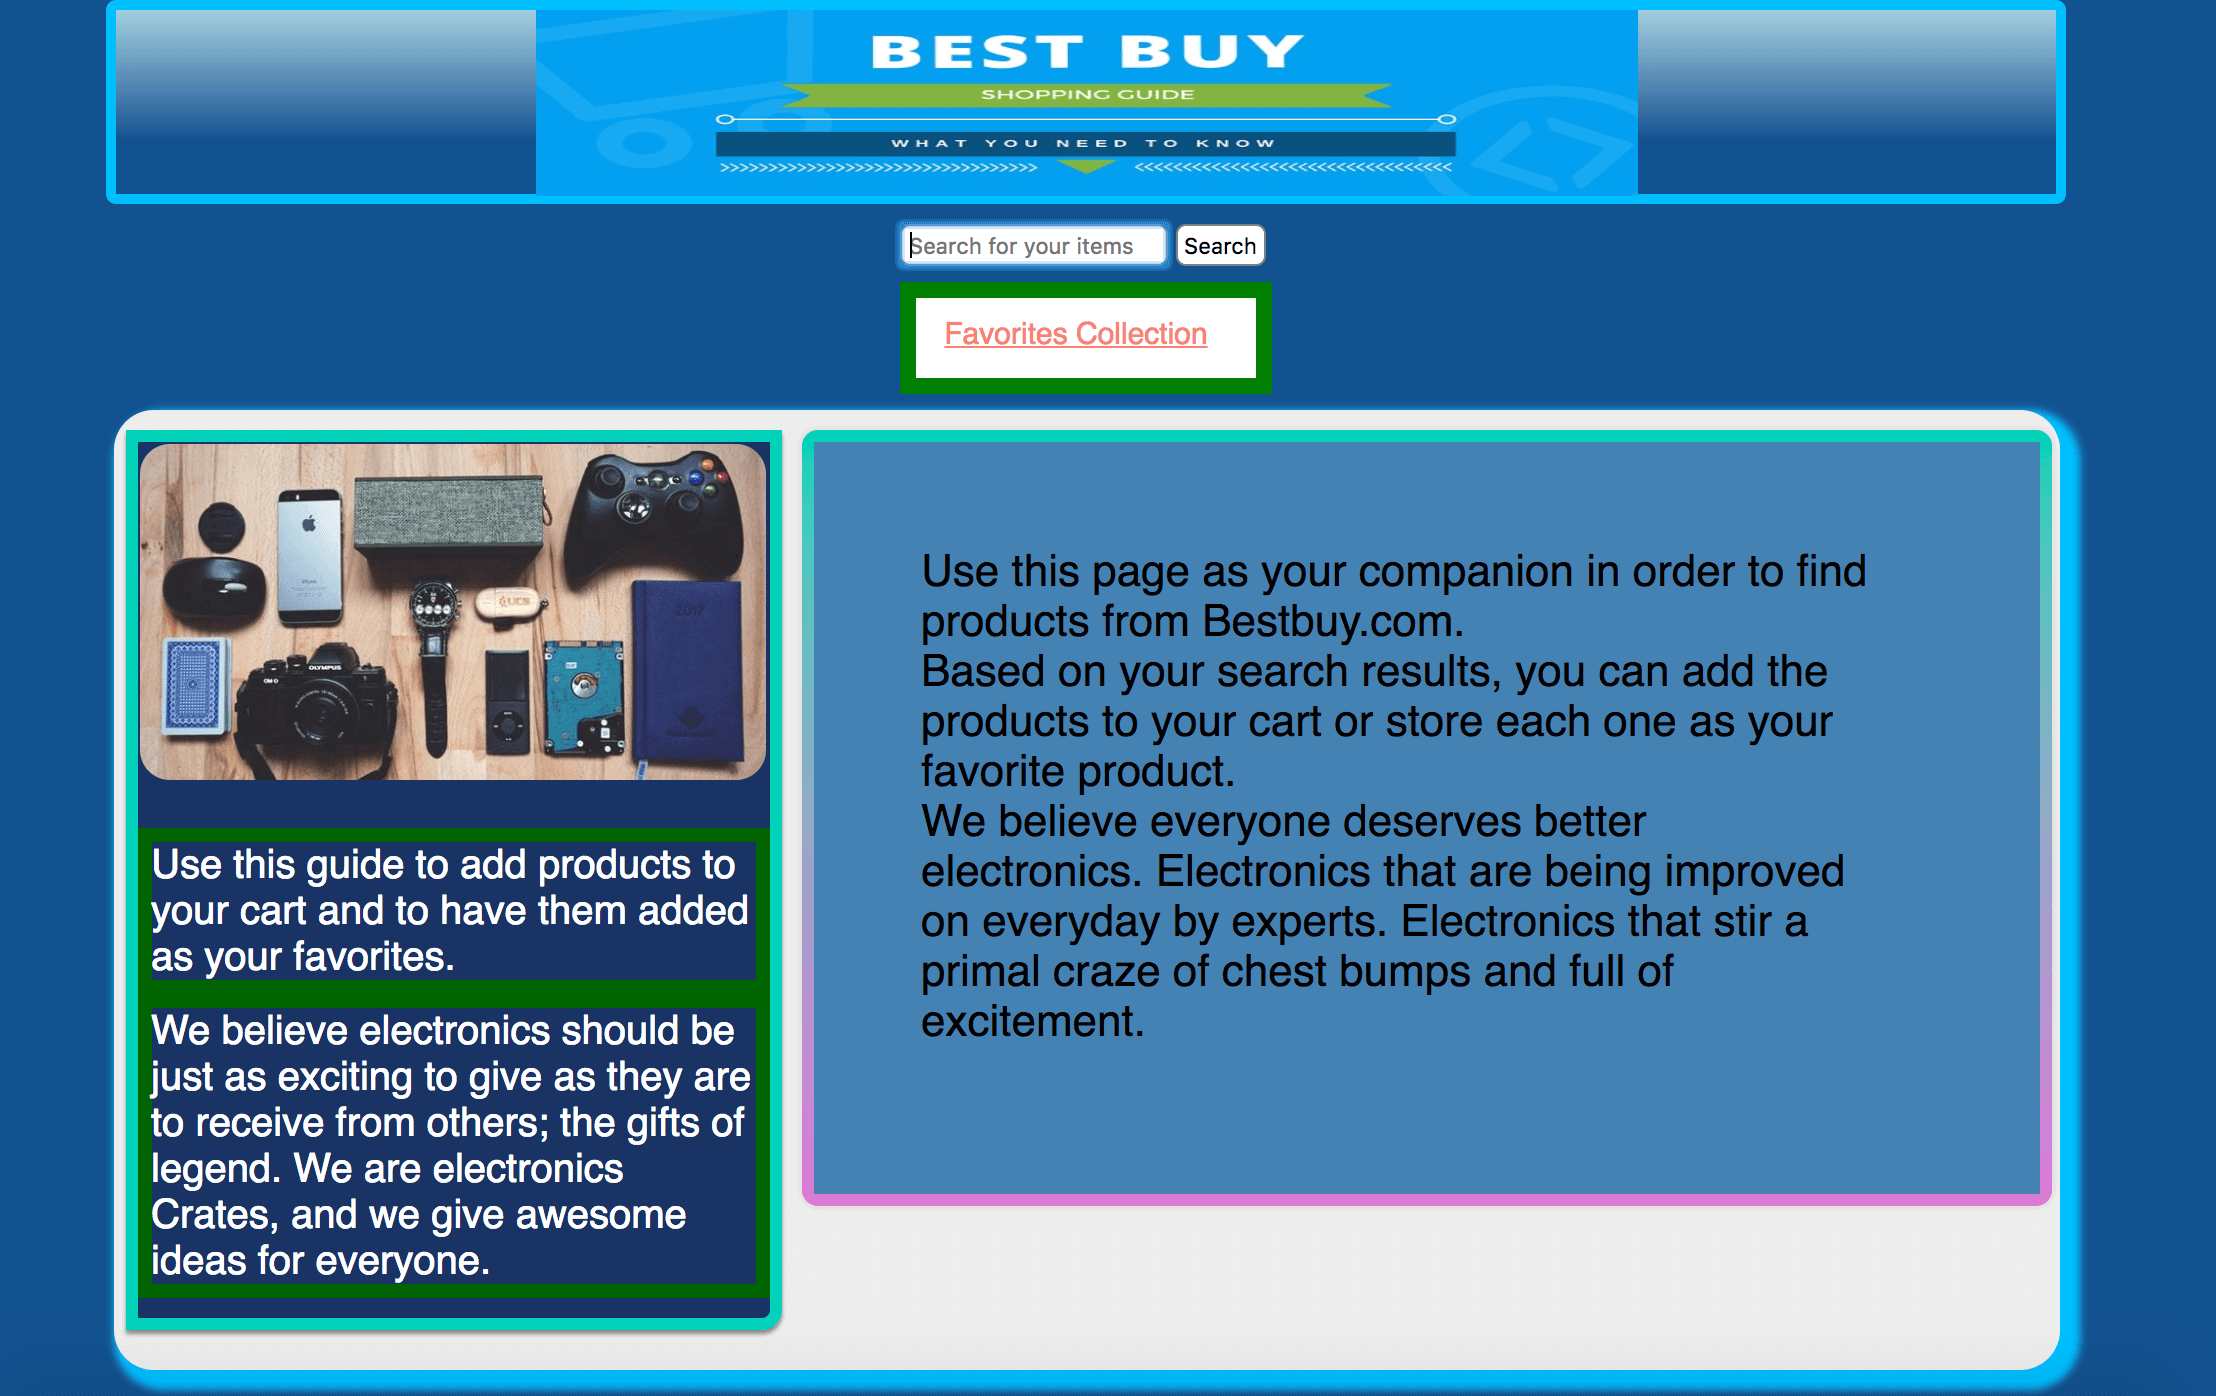 BEST BUY
SHOPPING GUIDE
WHAT YOU NEED TO KNOW
Search for your items
Search
Favorites Collection
OLYMPUS
OM-D
UCS
2017
iPhone
Use this guide to add products to
your cart and to have them added
as your favorites.
We believe electronics should be
just as exciting to give as they are
to receive from others; the gifts of
legend. We are electronics
Crates, and we give awesome
ideas for everyone.
Use this page as your companion in order to find
products from Bestbuy.com.
Based on your search results, you can add the
products to your cart or store each one as your
favorite product.
We believe everyone deserves better
electronics. Electronics that are being improved
on everyday by experts. Electronics that stir a
primal craze of chest bumps and full of
excitement.